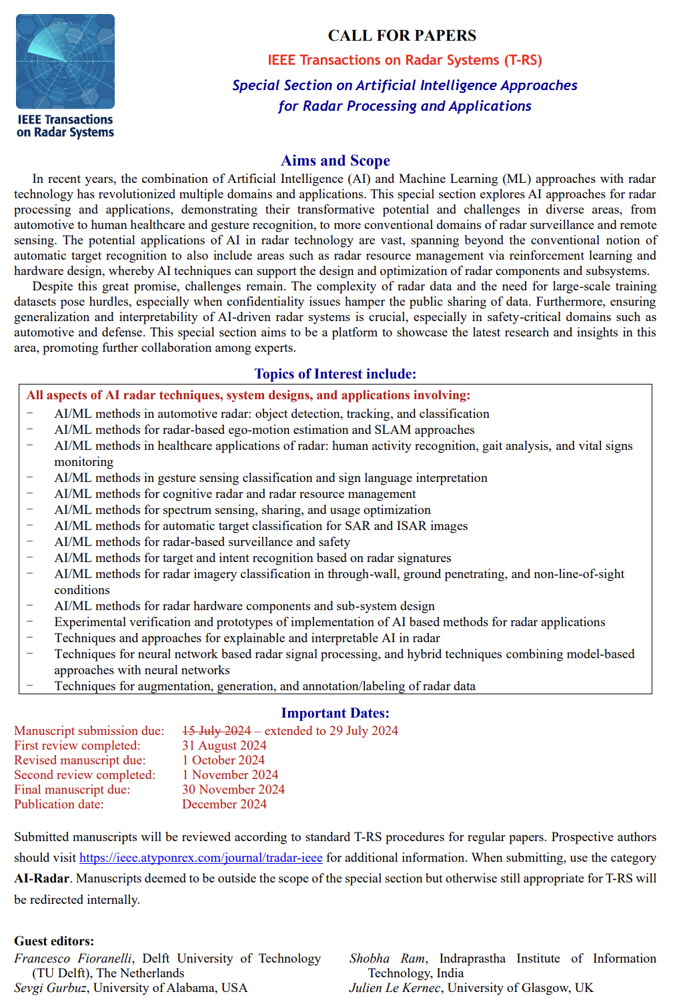 IEEE Transactions
on Radar Systems
CALL FOR PAPERS
IEEE Transactions on Radar Systems (T-RS)
Special Section on Artificial Intelligence Approaches
for Radar Processing and Applications
Aims and Scope
In recent years, the combination of Artificial Intelligence (AI) and Machine Learning (ML) approaches with radar
technology has revolutionized multiple domains and applications. This special section explores AI approaches for radar
processing and applications, demonstrating their transformative potential and challenges in diverse areas, from
automotive to human healthcare and gesture recognition, to more conventional domains of radar surveillance and remote
sensing. The potential applications of AI in radar technology are vast, spanning beyond the conventional notion of
automatic target recognition to also include areas such as radar resource management via reinforcement learning and
hardware design, whereby AI techniques can support the design and optimization of radar components and subsystems.
Despite this great promise, challenges remain. The complexity of radar data and the need for large-scale training
datasets pose hurdles, especially when confidentiality issues hamper the public sharing of data. Furthermore, ensuring
generalization and interpretability of AI-driven radar systems is crucial, especially in safety-critical domains such as
automotive and defense. This special section aims to be a platform to showcase the latest research and insights in this
area, promoting further collaboration among experts.
Topics of Interest include:
All aspects of AI radar techniques, system designs, and applications involving:
− AI/ML methods in automotive radar: object detection, tracking, and classification
− AI/ML methods for radar-based ego-motion estimation and SLAM approaches
− AI/ML methods in healthcare applications of radar: human activity recognition, gait analysis, and vital signs
monitoring
− AI/ML methods in gesture sensing classification and sign language interpretation
− AI/ML methods for cognitive radar and radar resource management
− AI/ML methods for spectrum sensing, sharing, and usage optimization
− AI/ML methods for automatic target classification for SAR and ISAR images
− AI/ML methods for radar-based surveillance and safety
− AI/ML methods for target and intent recognition based on radar signatures
− AI/ML methods for radar imagery classification in through-wall, ground penetrating, and non-line-of-sight
conditions
− AI/ML methods for radar hardware components and sub-system design
− Experimental verification and prototypes of implementation of AI based methods for radar applications
− Techniques and approaches for explainable and interpretable AI in radar
− Techniques for neural network based radar signal processing, and hybrid techniques combining model-based
approaches with neural networks
− Techniques for augmentation, generation, and annotation/labeling of radar data
Important Dates:
Manuscript submission due: 15 July 2024 – extended to 29 July 2024
First review completed: 31 August 2024
Revised manuscript due: 1 October 2024
Second review completed: 1 November 2024
Final manuscript due: 30 November 2024
Publication date: December 2024
Submitted manuscripts will be reviewed according to standard T-RS procedures for regular papers. Prospective authors
should visit https://ieee.atyponrex.com/journal/tradar-ieee for additional information. When submitting, use the category
AI-Radar. Manuscripts deemed to be outside the scope of the special section but otherwise still appropriate for T-RS will
be redirected internally.
Guest editors:
Francesco Fioranelli, Delft University of Technology
(TU Delft), The Netherlands
Sevgi Gurbuz, University of Alabama, USA
Shobha Ram, Indraprastha Institute of Information
Technology, India
Julien Le Kernec, University of Glasgow, UK